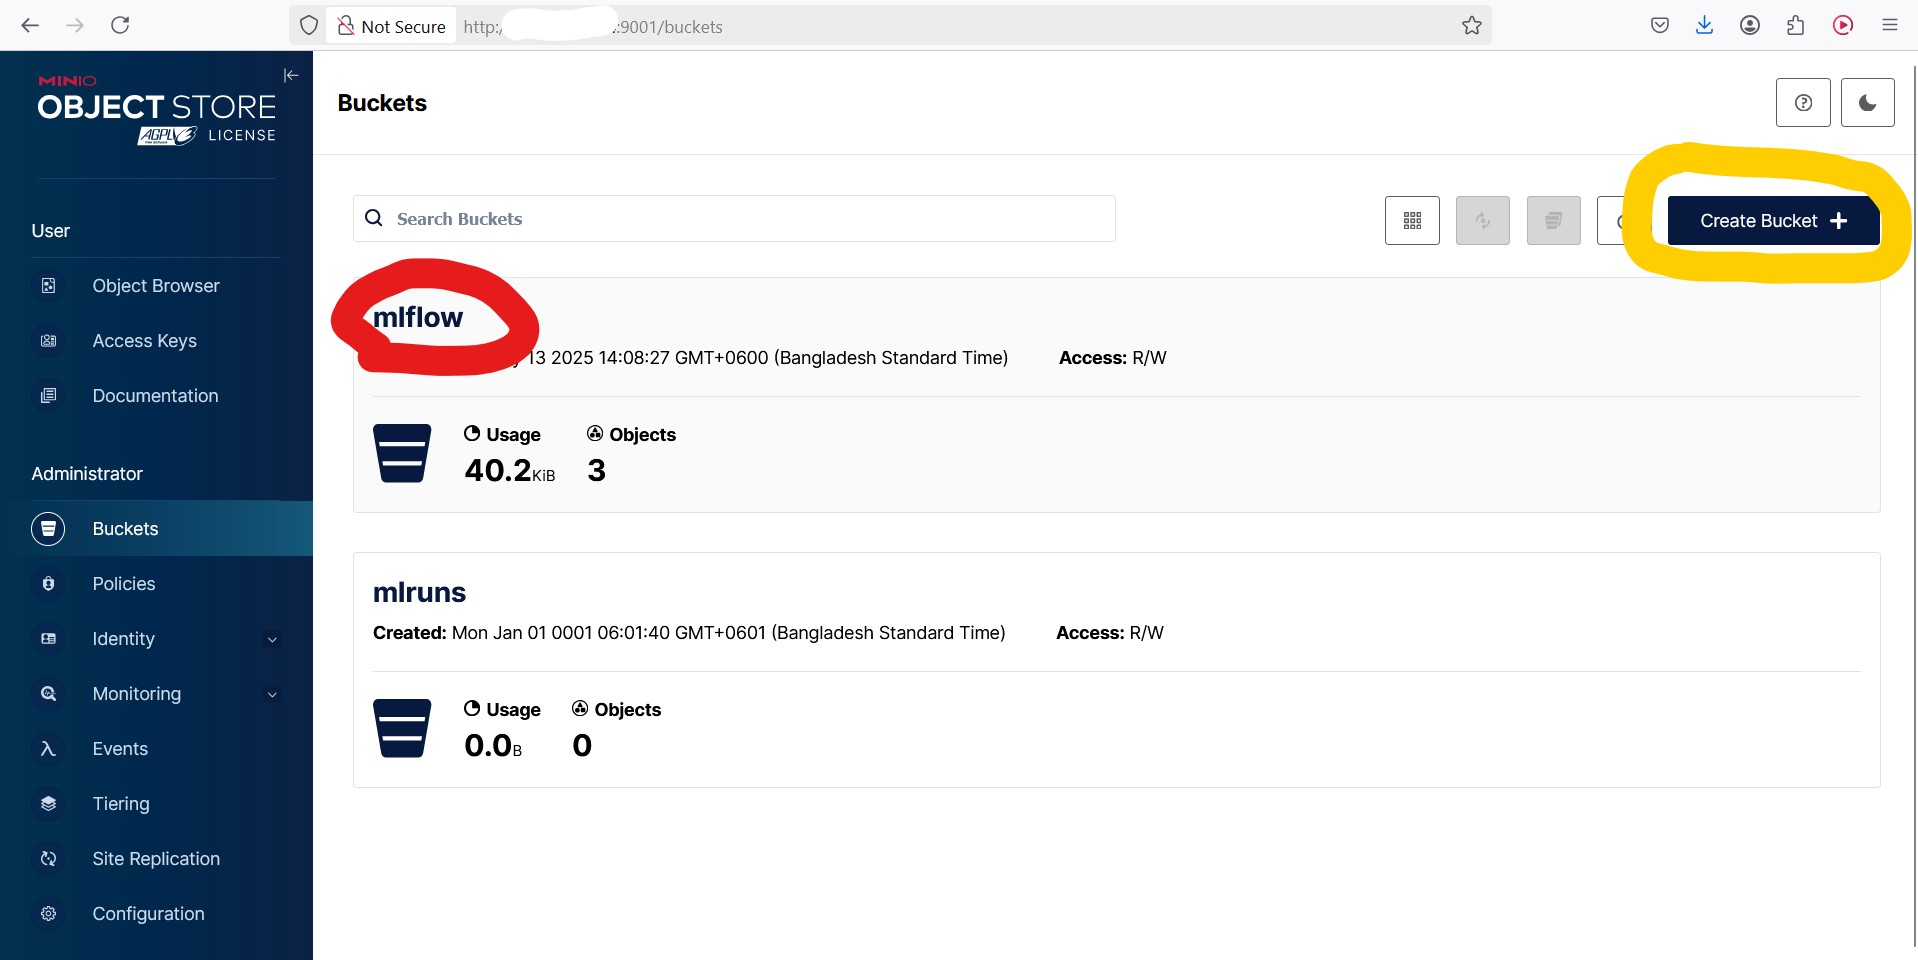 Not Secure http:/ :9001/buckets
MINIO
OBJECT STORE
AGPL LICENSE
Buckets
User
Object Browser
Access Keys
Documentation
Administrator
Buckets
Policies
Identity
Monitoring
Events
Tiering
Site Replication
Configuration
Search Buckets
Create Bucket +
mlflow
13 2025 14:08:27 GMT+0600 (Bangladesh Standard Time) Access: R/W
Usage Objects
40.2KiB 3
mlruns
Created: Mon Jan 01 0001 06:01:40 GMT+0601 (Bangladesh Standard Time) Access: R/W
Usage Objects
0.0B 0